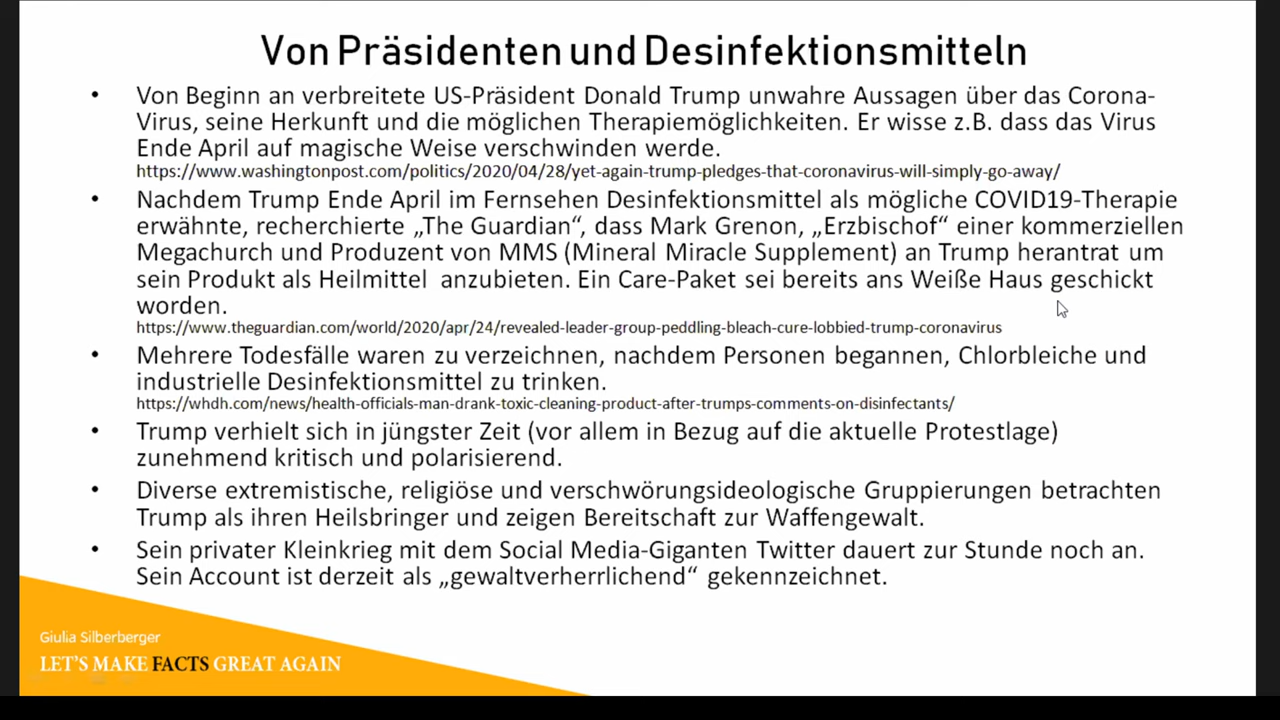 Von Präsidenten und Desinfektionsmitteln
• Von Beginn an verbreitete US-Präsident Donald Trump unwahre Aussagen über das Corona-
Virus, seine Herkunft und die möglichen Therapiemöglichkeiten. Er wisse z.B. dass das Virus
Ende April auf magische Weise verschwinden werde.
https://www.washingtonpost.com/politics/2020/04/28/yet-again-trump-pledges-that-coronavirus-will-simply-go-away/
• Nachdem Trump Ende April im Fernsehen Desinfektionsmittel als mögliche COVID19-Therapie
erwähnte, recherchierte „The Guardian“, dass Mark Grenon, „Erzbischof“ einer kommerziellen
Megachurch und Produzent von MMS (Mineral Miracle Supplement) an Trump herantrat um
sein Produkt als Heilmittel anzubieten. Ein Care-Paket sei bereits ans Weiße Haus geschickt
worden.
https://www.theguardian.com/world/2020/apr/24/revealed-leader-group-peddling-bleach-cure-lobbied-trump-coronavirus
• Mehrere Todesfälle waren zu verzeichnen, nachdem Personen begannen, Chlorbleiche und
industrielle Desinfektionsmittel zu trinken.
https://whdh.com/news/health-officials-man-drank-toxic-cleaning-product-after-trumps-comments-on-disinfectants/
• Trump verhielt sich in jüngster Zeit (vor allem in Bezug auf die aktuelle Protestlage)
zunehmend kritisch und polarisierend.
• Diverse extremistische, religiöse und verschwörungsideologische Gruppierungen betrachten
Trump als ihren Heilsbringer und zeigen Bereitschaft zur Waffengewalt.
• Sein privater Kleinkrieg mit dem Social Media-Giganten Twitter dauert zur Stunde noch an.
Sein Account ist derzeit als „gewaltverherrlichend“ gekennzeichnet.
Giulia Silberberger
LET'S MAKE FACTS GREAT AGAIN